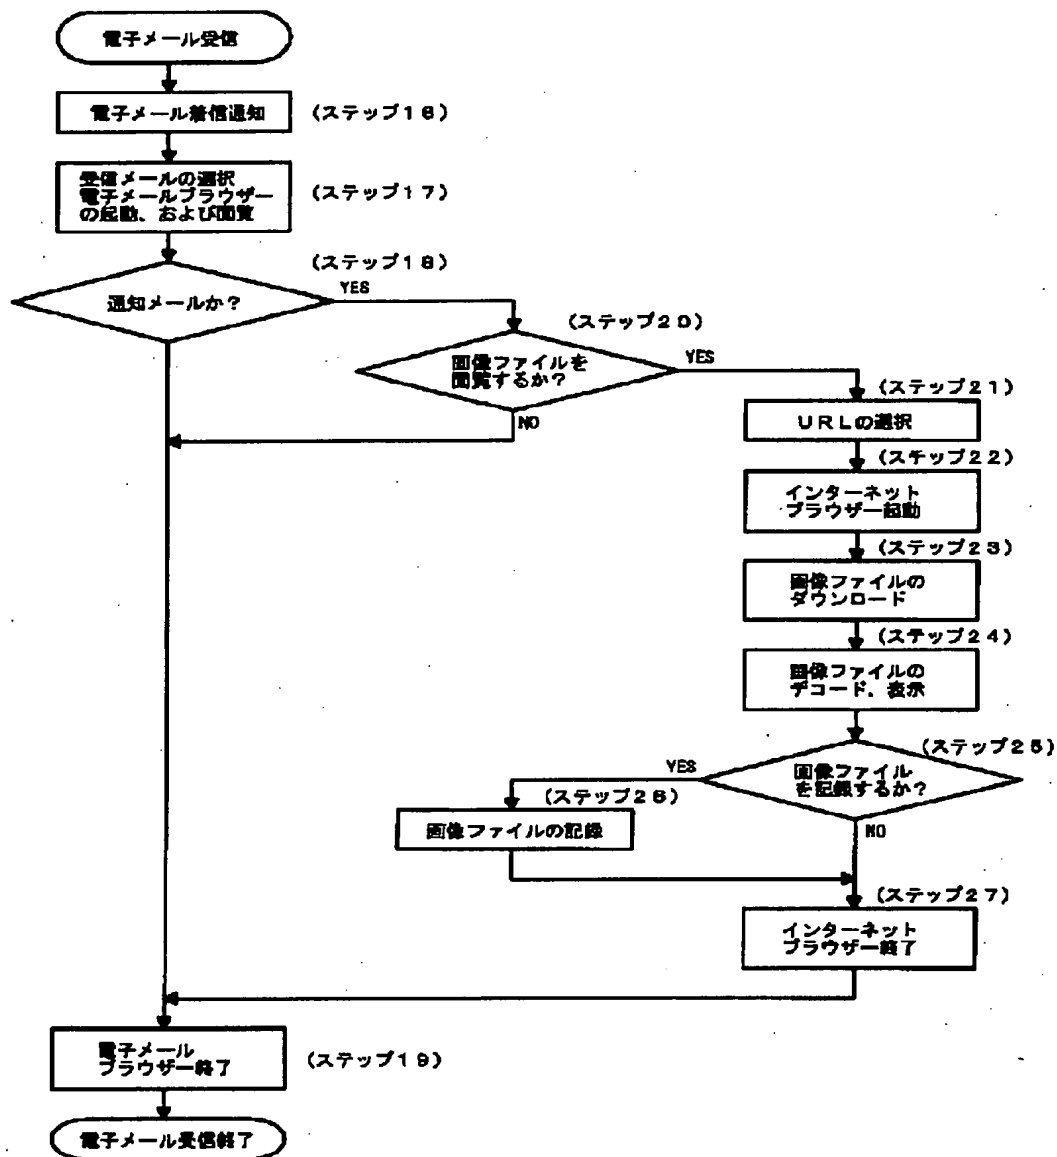 電子メール受信
電子メール着信通知
(ステップ16)
受信メールの選択
電子メールブラウザー
の起動、および閲覧
(ステップ17)
(ステップ18)
通知メールか?
YES
(ステップ20)
画像ファイルを
閲覧するか?
YES
NO
(ステップ21)
URLの選択
(ステップ22)
インターネット
ブラウザー起動
(ステップ23)
画像ファイルの
ダウンロード
(ステップ24)
画像ファイルの
デコード、表示
(ステップ25)
画像ファイル
を記録するか?
YES
NO
(ステップ26)
画像ファイルの記録
(ステップ27)
インターネット
ブラウザー終了
電子メール
ブラウザー終了
(ステップ19)
電子メール受信終了